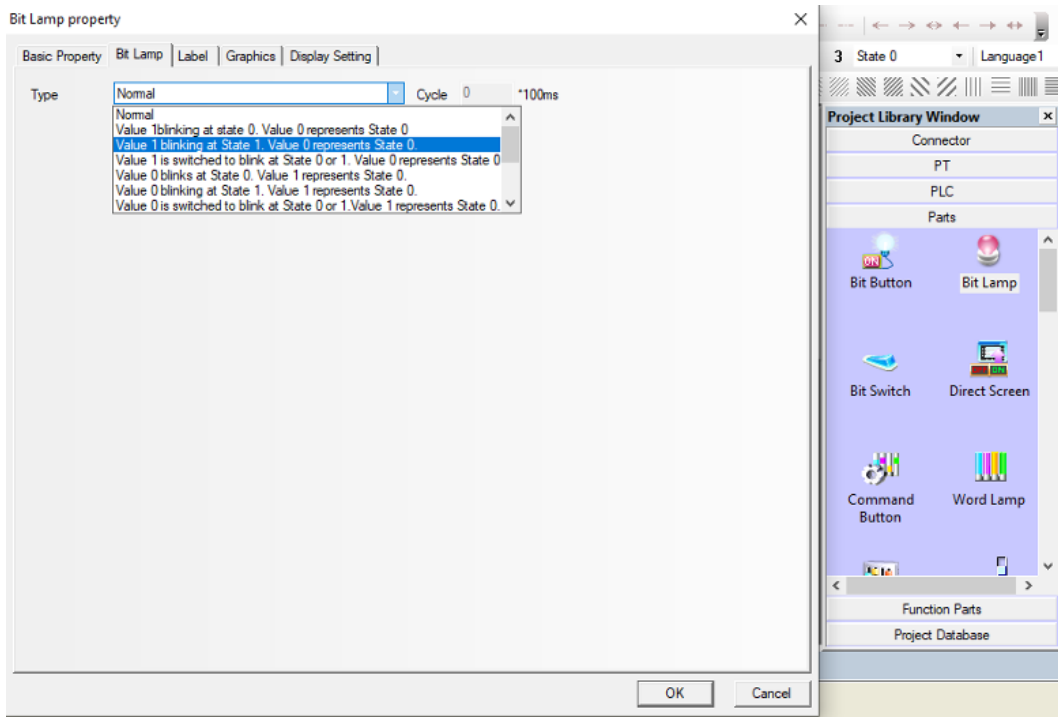 Bit Lamp property
Basic Property Bit Lamp Label Graphics Display Setting
Type Normal Cycle 0 *100ms
Normal
Value 1blinking at state 0. Value 0 represents State 0
Value 1 blinking at State 1. Value 0 represents State 0.
Value 1 is switched to blink at State 0 or 1. Value 0 represents State 0
Value 0 blinks at State 0. Value 1 represents State 0.
Value 0 blinking at State 1. Value 1 represents State 0.
Value 0 is switched to blink at State 0 or 1.Value 1 represents State 0.
OK Cancel
3 State 0 Language1
Project Library Window
Connector
PT
PLC
Parts
ON
Bit Button Bit Lamp
ON
Bit Switch Direct Screen
Command Button Word Lamp
Function Parts
Project Database